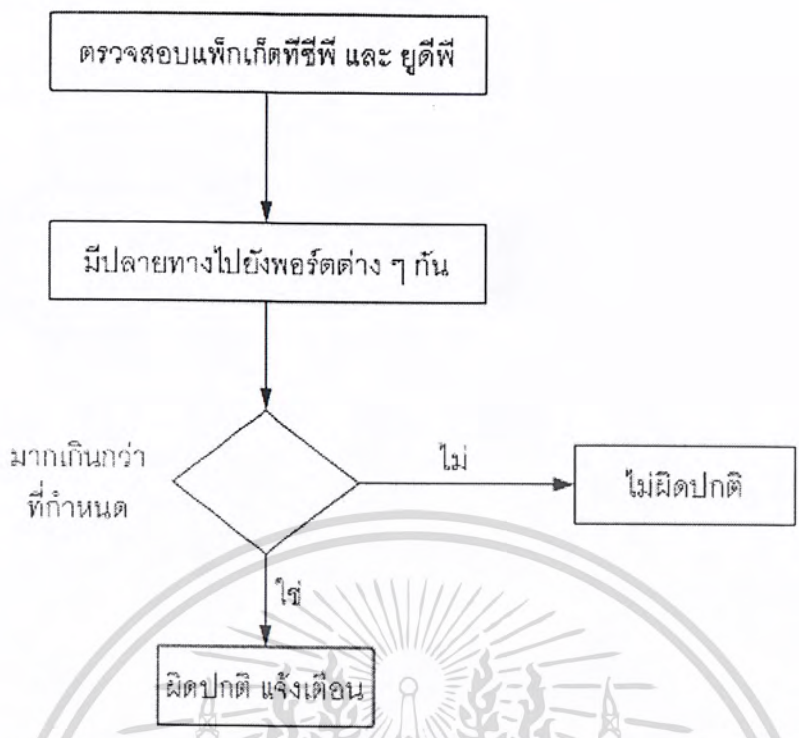 ตรวจสอบแพ็กเก็ตทีซีพี และ ยูดีพี
มีปลายทางไปยังพอร์ตต่าง ๆ กัน
มากเกินกว่า
ที่กำหนด
ไม่
ไม่ผิดปกติ
ใช่
ผิดปกติ แจ้งเตือน